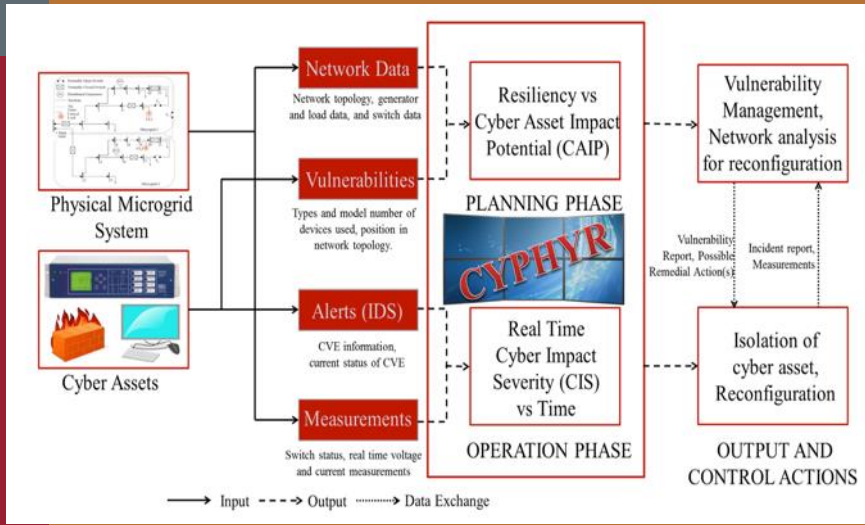 Physical Microgrid
System
Cyber Assets
Network Data
Network topology, generator
and load data, and switch data
Vulnerabilities
Types and model number of
devices used, position in
network topology.
Alerts (IDS)
CVE information,
current status of CVE
Measurements
Switch status, real time voltage
and current measurements
Resiliency vs
Cyber Asset Impact
Potential (CAIP)
PLANNING PHASE
CYPHYR
Real Time
Cyber Impact
Severity (CIS)
vs Time
OPERATION PHASE
Vulnerability
Management,
Network analysis
for reconfiguration
Vulnerability
Report, Possible
Remedial Action(s)
Incident report,
Measurements
Isolation of
cyber asset,
Reconfiguration
OUTPUT AND
CONTROL ACTIONS
Input
Output
Data Exchange